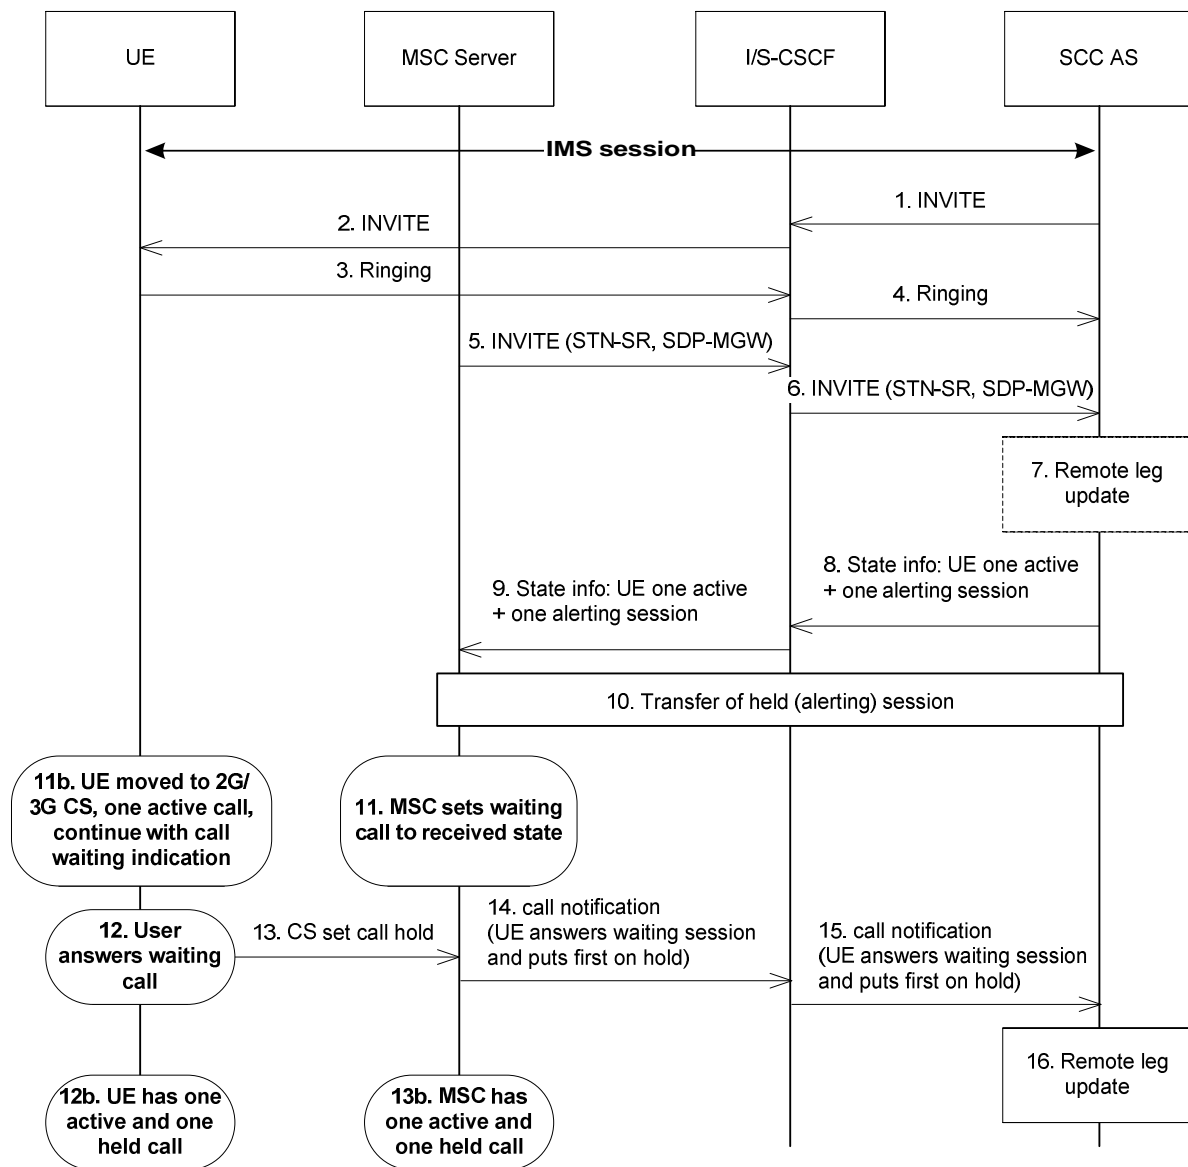 UE
MSC Server
I/S-CSCF
SCC AS
IMS session
1. INVITE
2. INVITE
3. Ringing
4. Ringing
5. INVITE (STN-SR, SDP-MGW)
6. INVITE (STN-SR, SDP-MGW)
7. Remote leg
update
8. State info: UE one active
+ one alerting session
9. State info: UE one active
+ one alerting session
10. Transfer of held (alerting) session
11b. UE moved to 2G/
3G CS, one active call,
continue with call
waiting indication
11. MSC sets waiting
call to received state
12. User
answers waiting
call
13. CS set call hold
14. call notification
(UE answers waiting session
and puts first on hold)
15. call notification
(UE answers waiting session
and puts first on hold)
16. Remote leg
update
12b. UE has one
active and one
held call
13b. MSC has
one active and
one held call